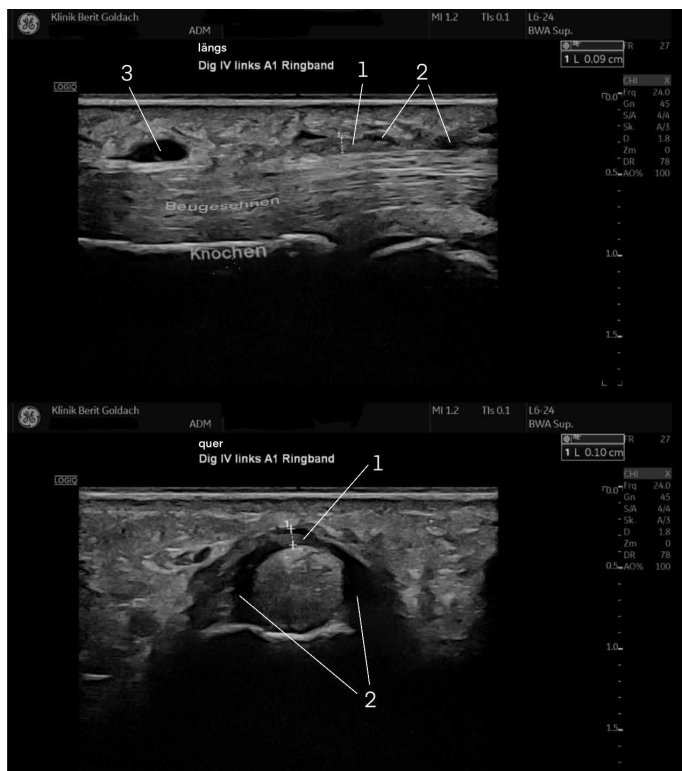 Klinik Berit Goldach
MI 1.2 TIs 0.1 L6-24
ADM
BWA Sup.
längs
Dig IV links A1 Ringband
FR 27
1 L 0.09 cm
3
1
2
LOGIQ
CHI X
Frq 24.0
Gn 45
S/A 4/4
Sk. A/3
D 1.8
Zm 0
DR 78
AO% 100
0.0
0.5
1.0
1.5
1
Beugesehnen
Knochen
Klinik Berit Goldach
MI 1.2 TIs 0.1 L6-24
ADM
BWA Sup.
quer
Dig IV links A1 Ringband
FR 27
1 L 0.10 cm
1
LOGIQ
CHI X
Frq 24.0
Gn 45
S/A 4/4
Sk. A/3
D 1.8
Zm 0
DR 78
AO% 100
0.0
0.5
1.0
1.5
1
2